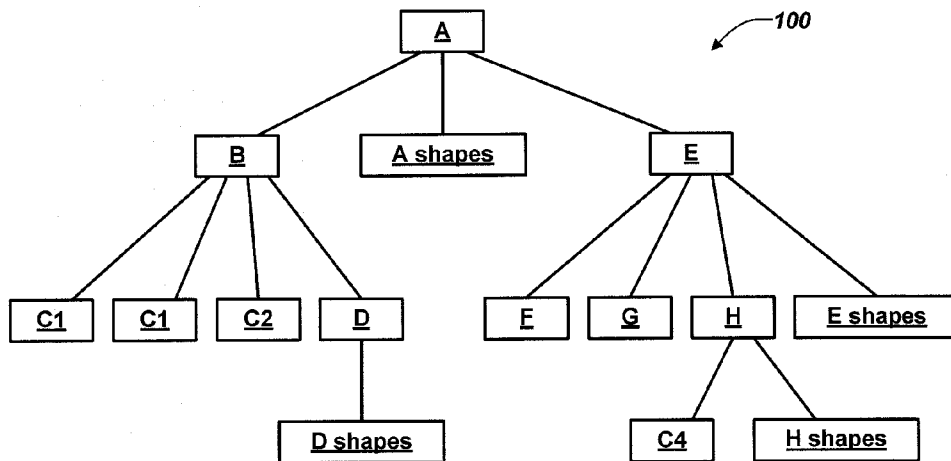 A
100
B
A shapes
E
C1
C1
C2
D
F
G
H
E shapes
D shapes
C4
H shapes